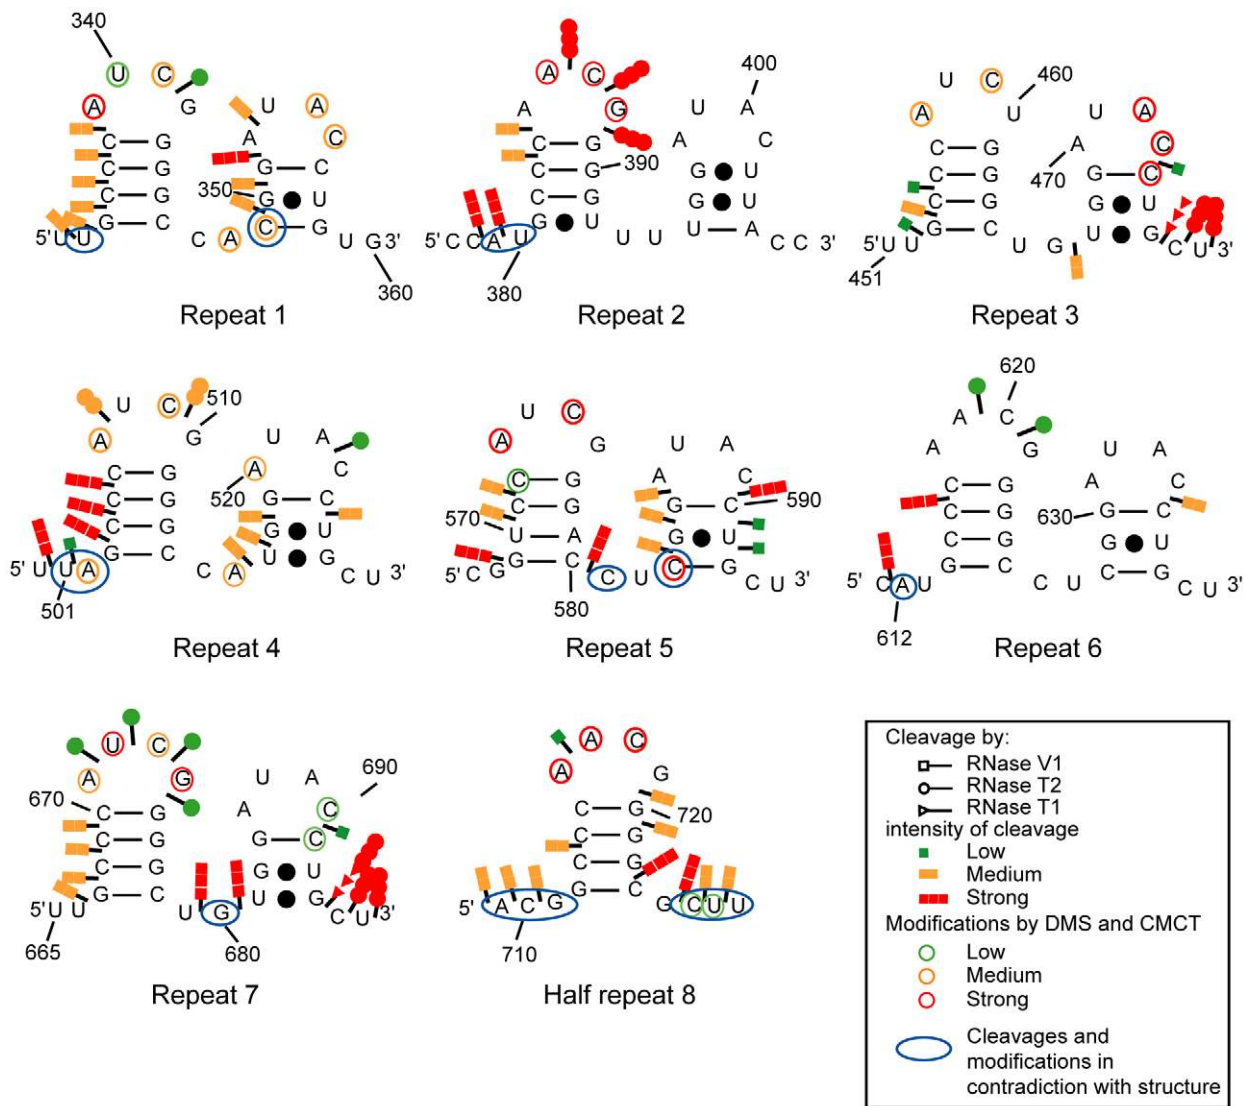 340
U C
A G U A
A C
C G
C G G C
C G 350 G U
G C C A C G
5' U U U G 3'
360
Repeat 1
A C 400
A G U A
C G A C
C G 390 G U
C G G U
G U U U U A C C 3'
5' C C A U
380
Repeat 2
U C 460
A U U A
A C
C G 470 G C
C G
C G G U
G C U G U G C U 3'
5' U U
451
Repeat 3
U C 510
A G U A
A C
C G 520
C G G C
C G G U
G C C A U G C U 3'
5' U U A
501
Repeat 4
U C
A G U A
C G A C
C G G C 590
570 U A G U
G C C U C G C U 3'
5' C G
580
Repeat 5
620
A C
A G U A
C G A C
C G 630 G C
C G G U
G C C U C G C U 3'
5' C A U
612
Repeat 6
U C
A G U A 690
670 C G A C
C G G C
C G G U
G C U G U G C U 3'
5' U U
665 680
Repeat 7
A C
A G
C G 720
C G
C G
G C
5' A C G G C U U
710
Half repeat 8
Cleavage by:
RNase V1
RNase T2
RNase T1
intensity of cleavage
Low
Medium
Strong
Modifications by DMS and CMCT
Low
Medium
Strong
Cleavages and
modifications in
contradiction with structure